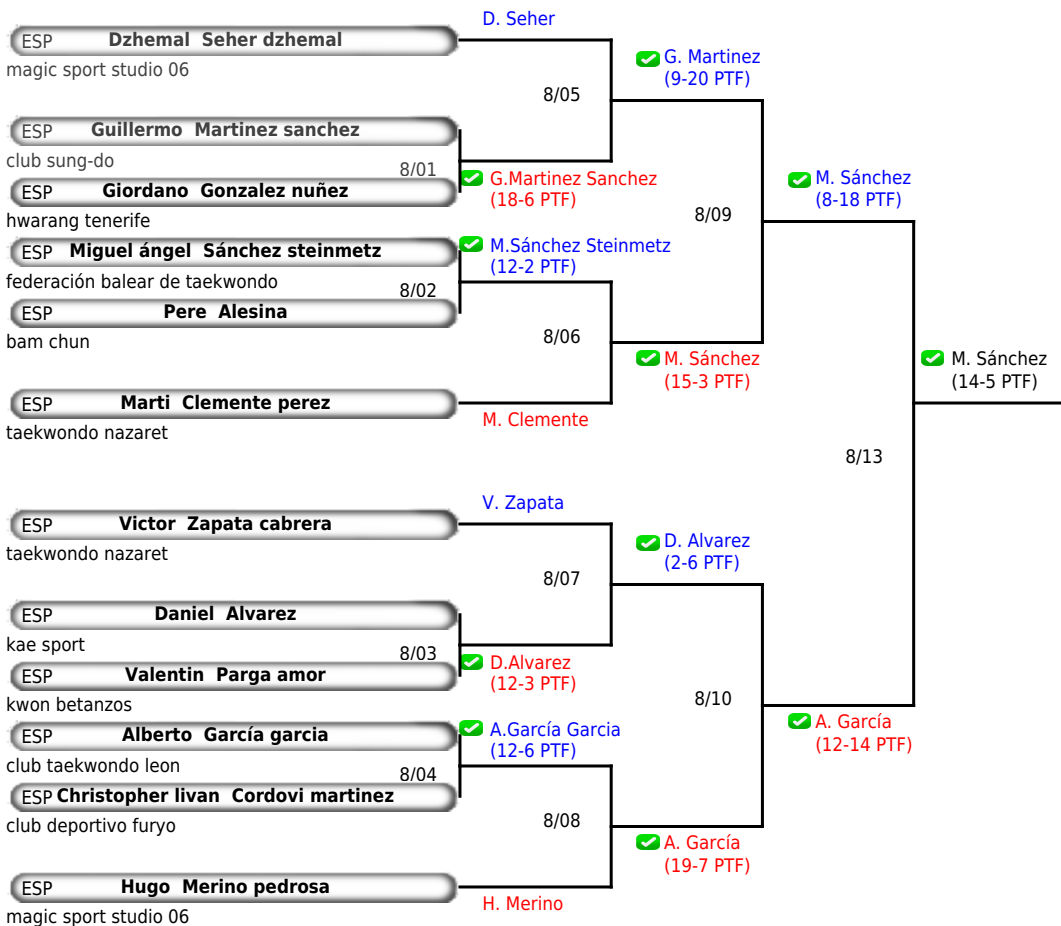 D. Seher
ESP Dzhemal Seher dzhemal
magic sport studio 06
G. Martinez
(9-20 PTF)
8/05
ESP Guillermo Martinez sanchez
club sung-do
8/01
G.Martinez Sanchez
(18-6 PTF)
ESP Giordano Gonzalez nuñez
hwarang tenerife
M. Sánchez
(8-18 PTF)
8/09
ESP Miguel ángel Sánchez steinmetz
M.Sánchez Steinmetz
(12-2 PTF)
federación balear de taekwondo
8/02
ESP Pere Alesina
bam chun
8/06
M. Sánchez
(15-3 PTF)
M. Sánchez
(14-5 PTF)
ESP Marti Clemente perez
M. Clemente
taekwondo nazaret
8/13
V. Zapata
ESP Victor Zapata cabrera
taekwondo nazaret
D. Alvarez
(2-6 PTF)
8/07
ESP Daniel Alvarez
kae sport
8/03
D.Alvarez
(12-3 PTF)
ESP Valentin Parga amor
kwon betanzos
8/10
A. García
(12-14 PTF)
ESP Alberto García garcia
A.García Garcia
(12-6 PTF)
club taekwondo leon
8/04
ESP Christopher livan Cordovi martinez
club deportivo furyo
8/08
A. García
(19-7 PTF)
ESP Hugo Merino pedrosa
H. Merino
magic sport studio 06